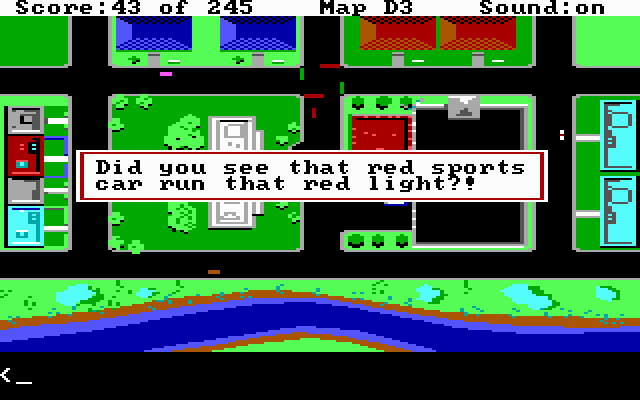 Score:43 of 245 Map D3 Sound:on
Did you see that red sports
car run that red light?!
<_